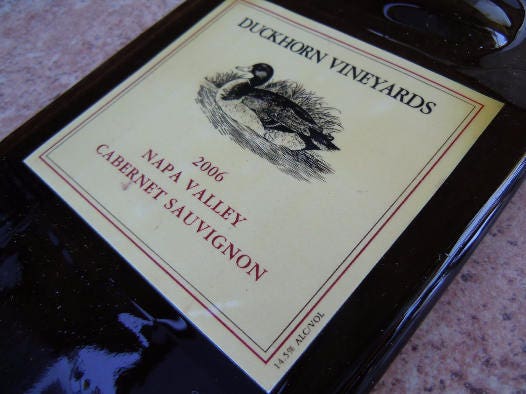 DUCKHORN VINEYARDS
2006
NAPA VALLEY
CABERNET SAUVIGNON
14.5% ALC/VOL